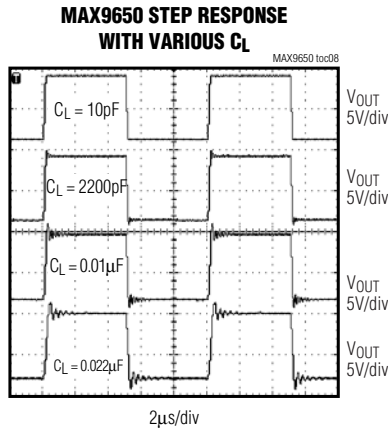 MAX9650 STEP RESPONSE
WITH VARIOUS CL
MAX9650 toc08
CL = 10pF
VOUT
5V/div
CL = 2200pF
VOUT
5V/div
CL = 0.01µF
VOUT
5V/div
CL = 0.022µF
VOUT
5V/div
2µs/div